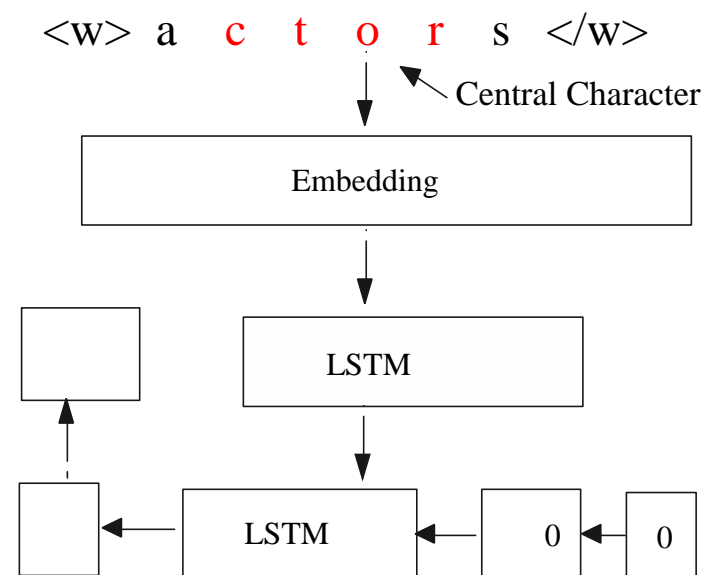 <w> a c t o r s </w>
Central Character
Embedding
LSTM
LSTM 0 0